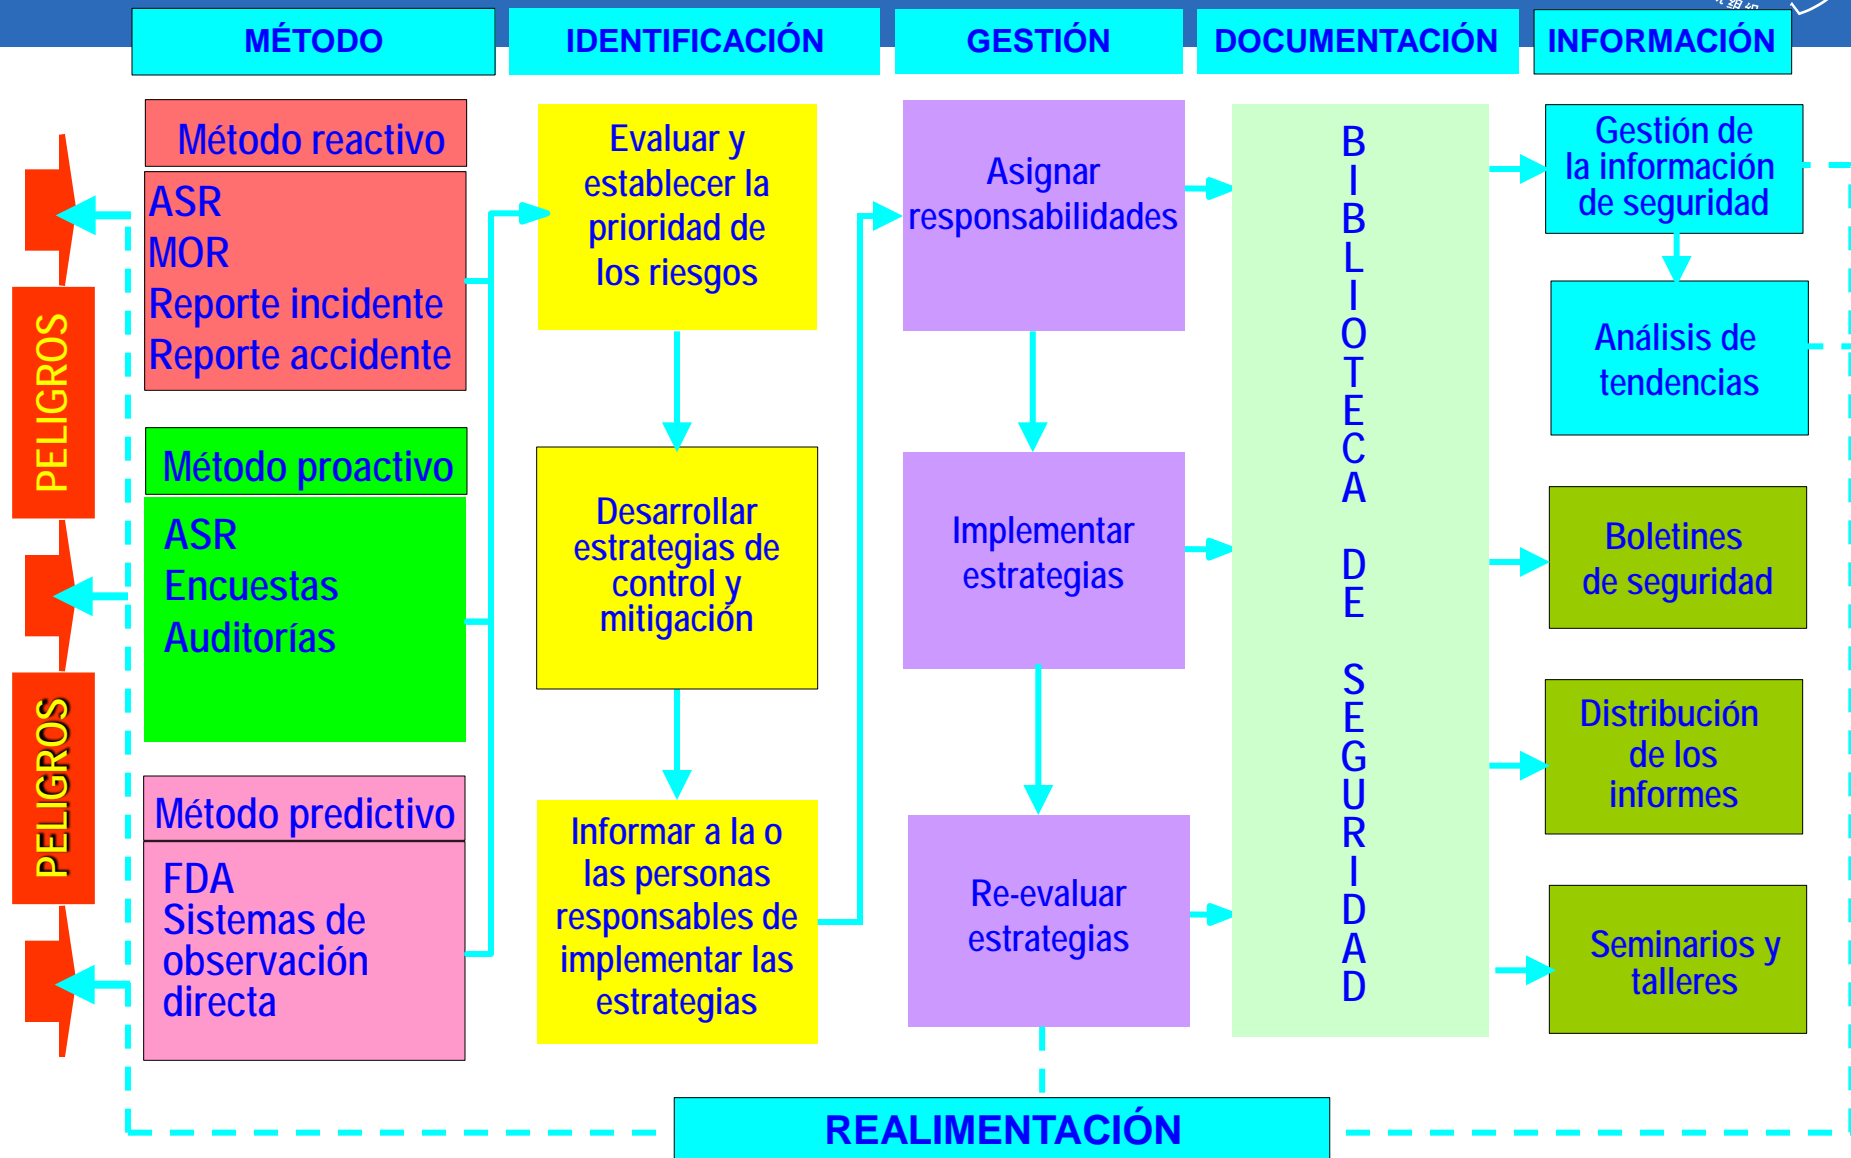 MÉTODO
IDENTIFICACIÓN
GESTIÓN
DOCUMENTACIÓN
INFORMACIÓN
PELIGROS
PELIGROS
Método reactivo
ASR
MOR
Reporte incidente
Reporte accidente
Método proactivo
ASR
Encuestas
Auditorías
Método predictivo
FDA
Sistemas de
observación
directa
Evaluar y
establecer la
prioridad de
los riesgos
Desarrollar
estrategias de
control y
mitigación
Informar a la o
las personas
responsables de
implementar las
estrategias
Asignar
responsabilidades
Implementar
estrategias
Re-evaluar
estrategias
BIBLIOTECA DE SEGURIDAD
Gestión de
la información
de seguridad
Análisis de
tendencias
Boletines
de seguridad
Distribución
de los
informes
Seminarios y
talleres
REALIMENTACIÓN